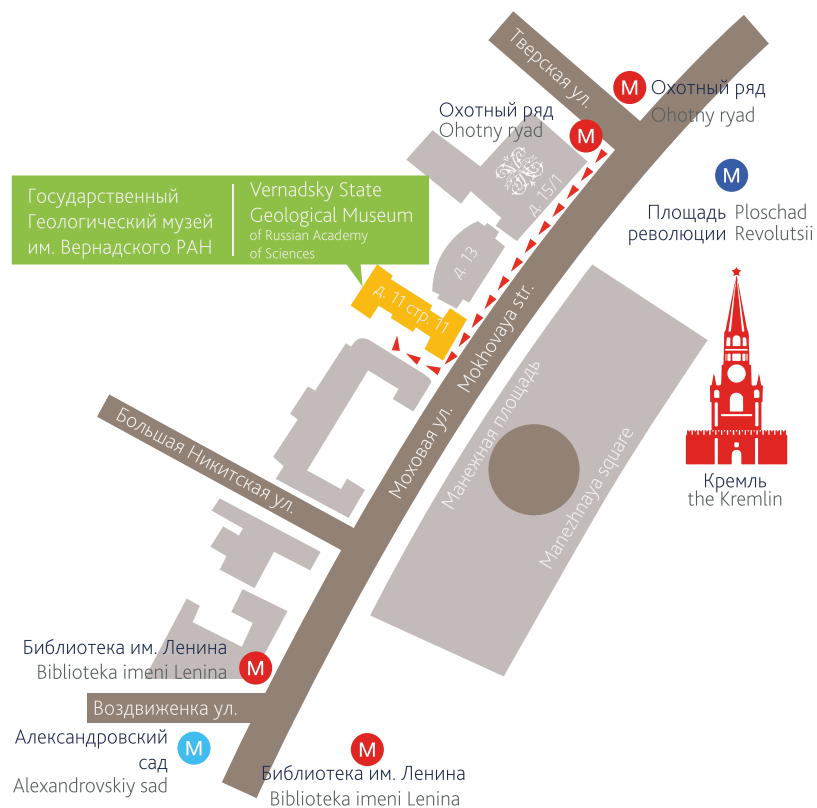 Тверская ул.
М
Охотный ряд
Ohotny ryad
Охотный ряд
Ohotny ryad
М
М
Площадь
революции
Ploschad
Revolutsii
Государственный
Геологический музей
им. Вернадского РАН
Vernadsky State
Geological Museum
of Russian Academy
of Sciences
д. 15/1
д. 13
д. 11 стр. 11
Моховая ул.
Mokhovaya str.
Манежная площадь
Manezhnaya square
Кремль
the Kremlin
Большая Никитская ул.
Библиотека им. Ленина
Biblioteka imeni Lenina
М
Воздвиженка ул.
Александровский
сад
Alexandrovskiy sad
М
М
Библиотека им. Ленина
Biblioteka imeni Lenina